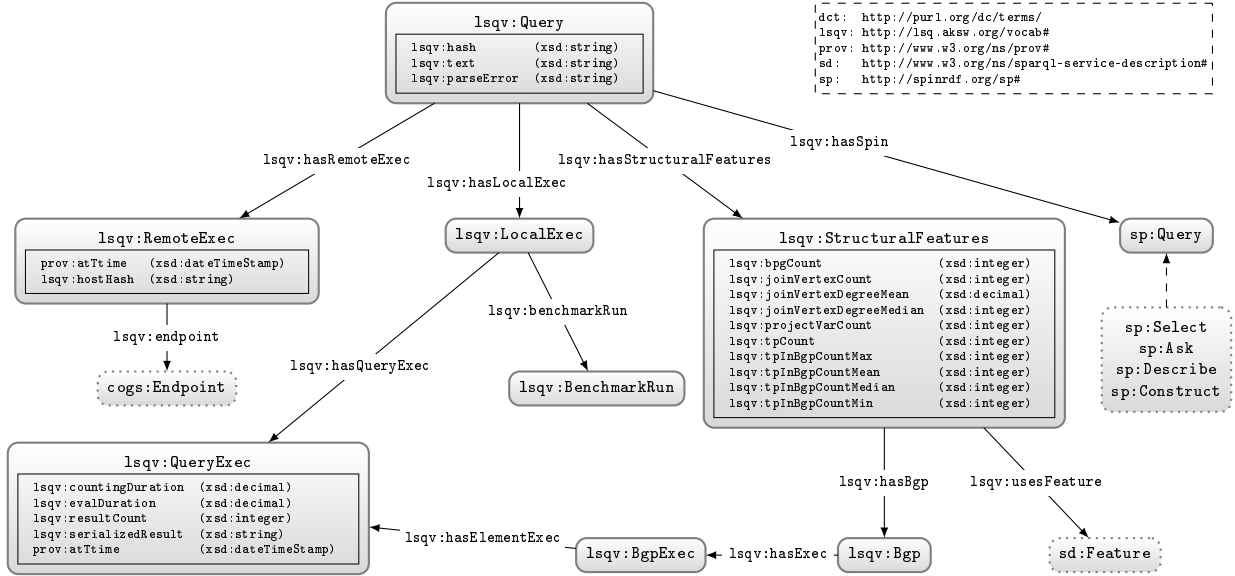 lsqv:Query
lsqv:hash (xsd:string)
lsqv:text (xsd:string)
lsqv:parseError (xsd:string)
dct: http://purl.org/dc/terms/
lsqv: http://lsq.aksw.org/vocab#
prov: http://www.w3.org/ns/prov#
sd: http://www.w3.org/ns/sparql-service-description#
sp: http://spinrdf.org/sp#
lsqv:hasRemoteExec
lsqv:hasLocalExec
lsqv:hasStructuralFeatures
lsqv:hasSpin
lsqv:RemoteExec
prov:atTtime (xsd:dateTimeStamp)
lsqv:hostHash (xsd:string)
lsqv:LocalExec
lsqv:StructuralFeatures
lsqv:bpgCount (xsd:integer)
lsqv:joinVertexCount (xsd:integer)
lsqv:joinVertexDegreeMean (xsd:decimal)
lsqv:joinVertexDegreeMedian (xsd:integer)
lsqv:projectVarCount (xsd:integer)
lsqv:tpCount (xsd:integer)
lsqv:tpInBgpCountMax (xsd:integer)
lsqv:tpInBgpCountMean (xsd:integer)
lsqv:tpInBgpCountMedian (xsd:integer)
lsqv:tpInBgpCountMin (xsd:integer)
sp:Query
sp:Select
sp:Ask
sp:Describe
sp:Construct
lsqv:endpoint
cogs:Endpoint
lsqv:hasQueryExec
lsqv:benchmarkRun
lsqv:BenchmarkRun
lsqv:QueryExec
lsqv:countingDuration (xsd:decimal)
lsqv:evalDuration (xsd:decimal)
lsqv:resultCount (xsd:integer)
lsqv:serializedResult (xsd:string)
prov:atTtime (xsd:dateTimeStamp)
lsqv:hasElementExec
lsqv:BgpExec
lsqv:hasExec
lsqv:Bgp
lsqv:hasBgp
lsqv:usesFeature
sd:Feature